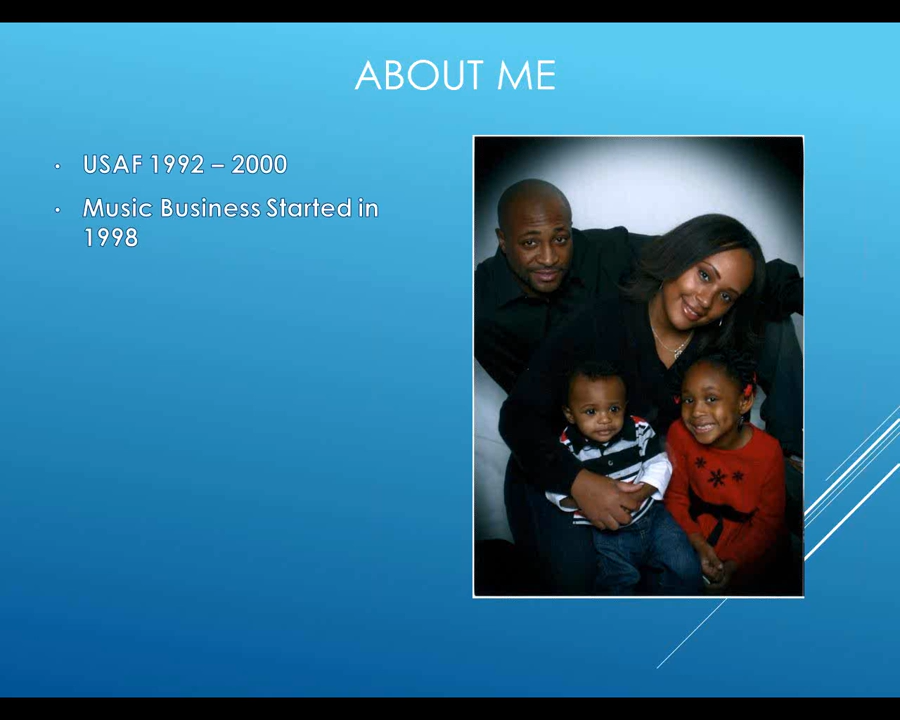 ABOUT ME
• USAF 1992 – 2000
• Music Business Started in
1998